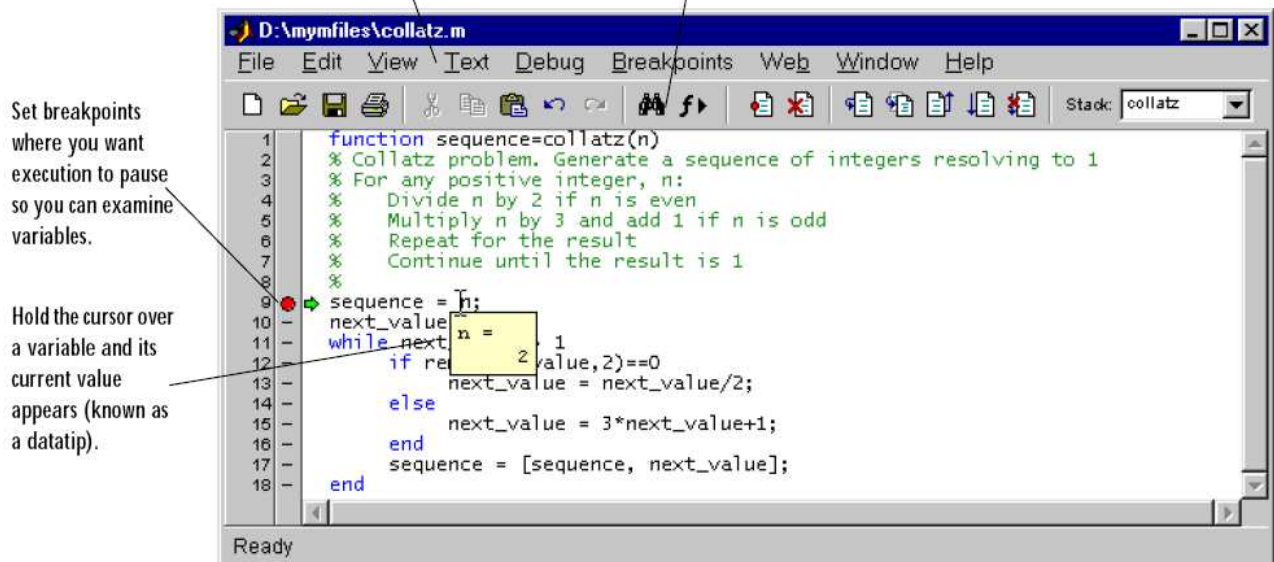 D:\mymfiles\collatz.m
File Edit View Text Debug Breakpoints Web Window Help
Stack: collatz
Set breakpoints
where you want
execution to pause
so you can examine
variables.
Hold the cursor over
a variable and its
current value
appears (known as
a datatip).
1 function sequence=collatz(n)
2 % Collatz problem. Generate a sequence of integers resolving to 1
3 % For any positive integer, n:
4 % Divide n by 2 if n is even
5 % Multiply n by 3 and add 1 if n is odd
6 % Repeat for the result
7 % Continue until the result is 1
8 %
9 sequence = n;
10 – next_value
11 – while next_ 1
12 – if re value,2)==0
13 – next_value = next_value/2;
14 – else
15 – next_value = 3*next_value+1;
16 – end
17 – sequence = [sequence, next_value];
18 – end
n =
2
Ready